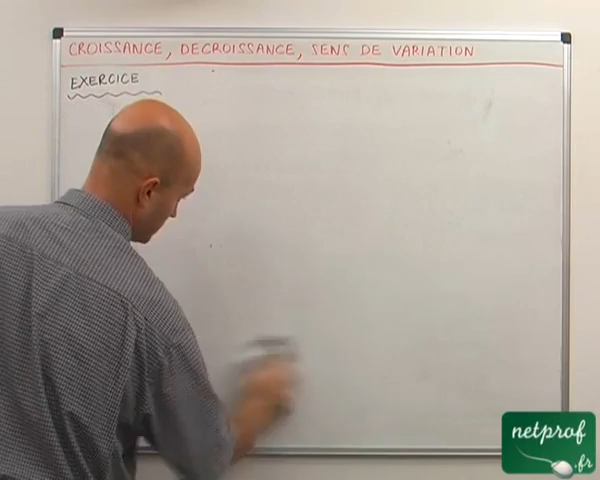 CROISSANCE, DECROISSANCE, SENS DE VARIATION
EXERCICE
netprof
.fr